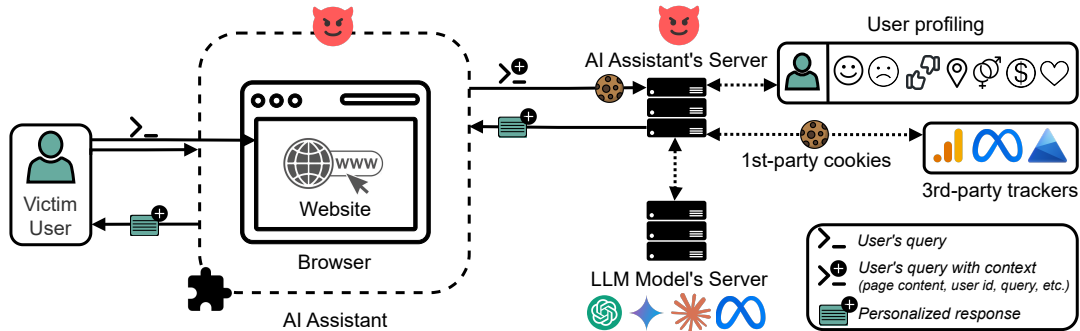 User profiling
AI Assistant's Server
1st-party cookies
3rd-party trackers
Victim
User
www
Website
Browser
AI Assistant
LLM Model's Server
User's query
User's query with context
(page content, user id, query, etc.)
Personalized response